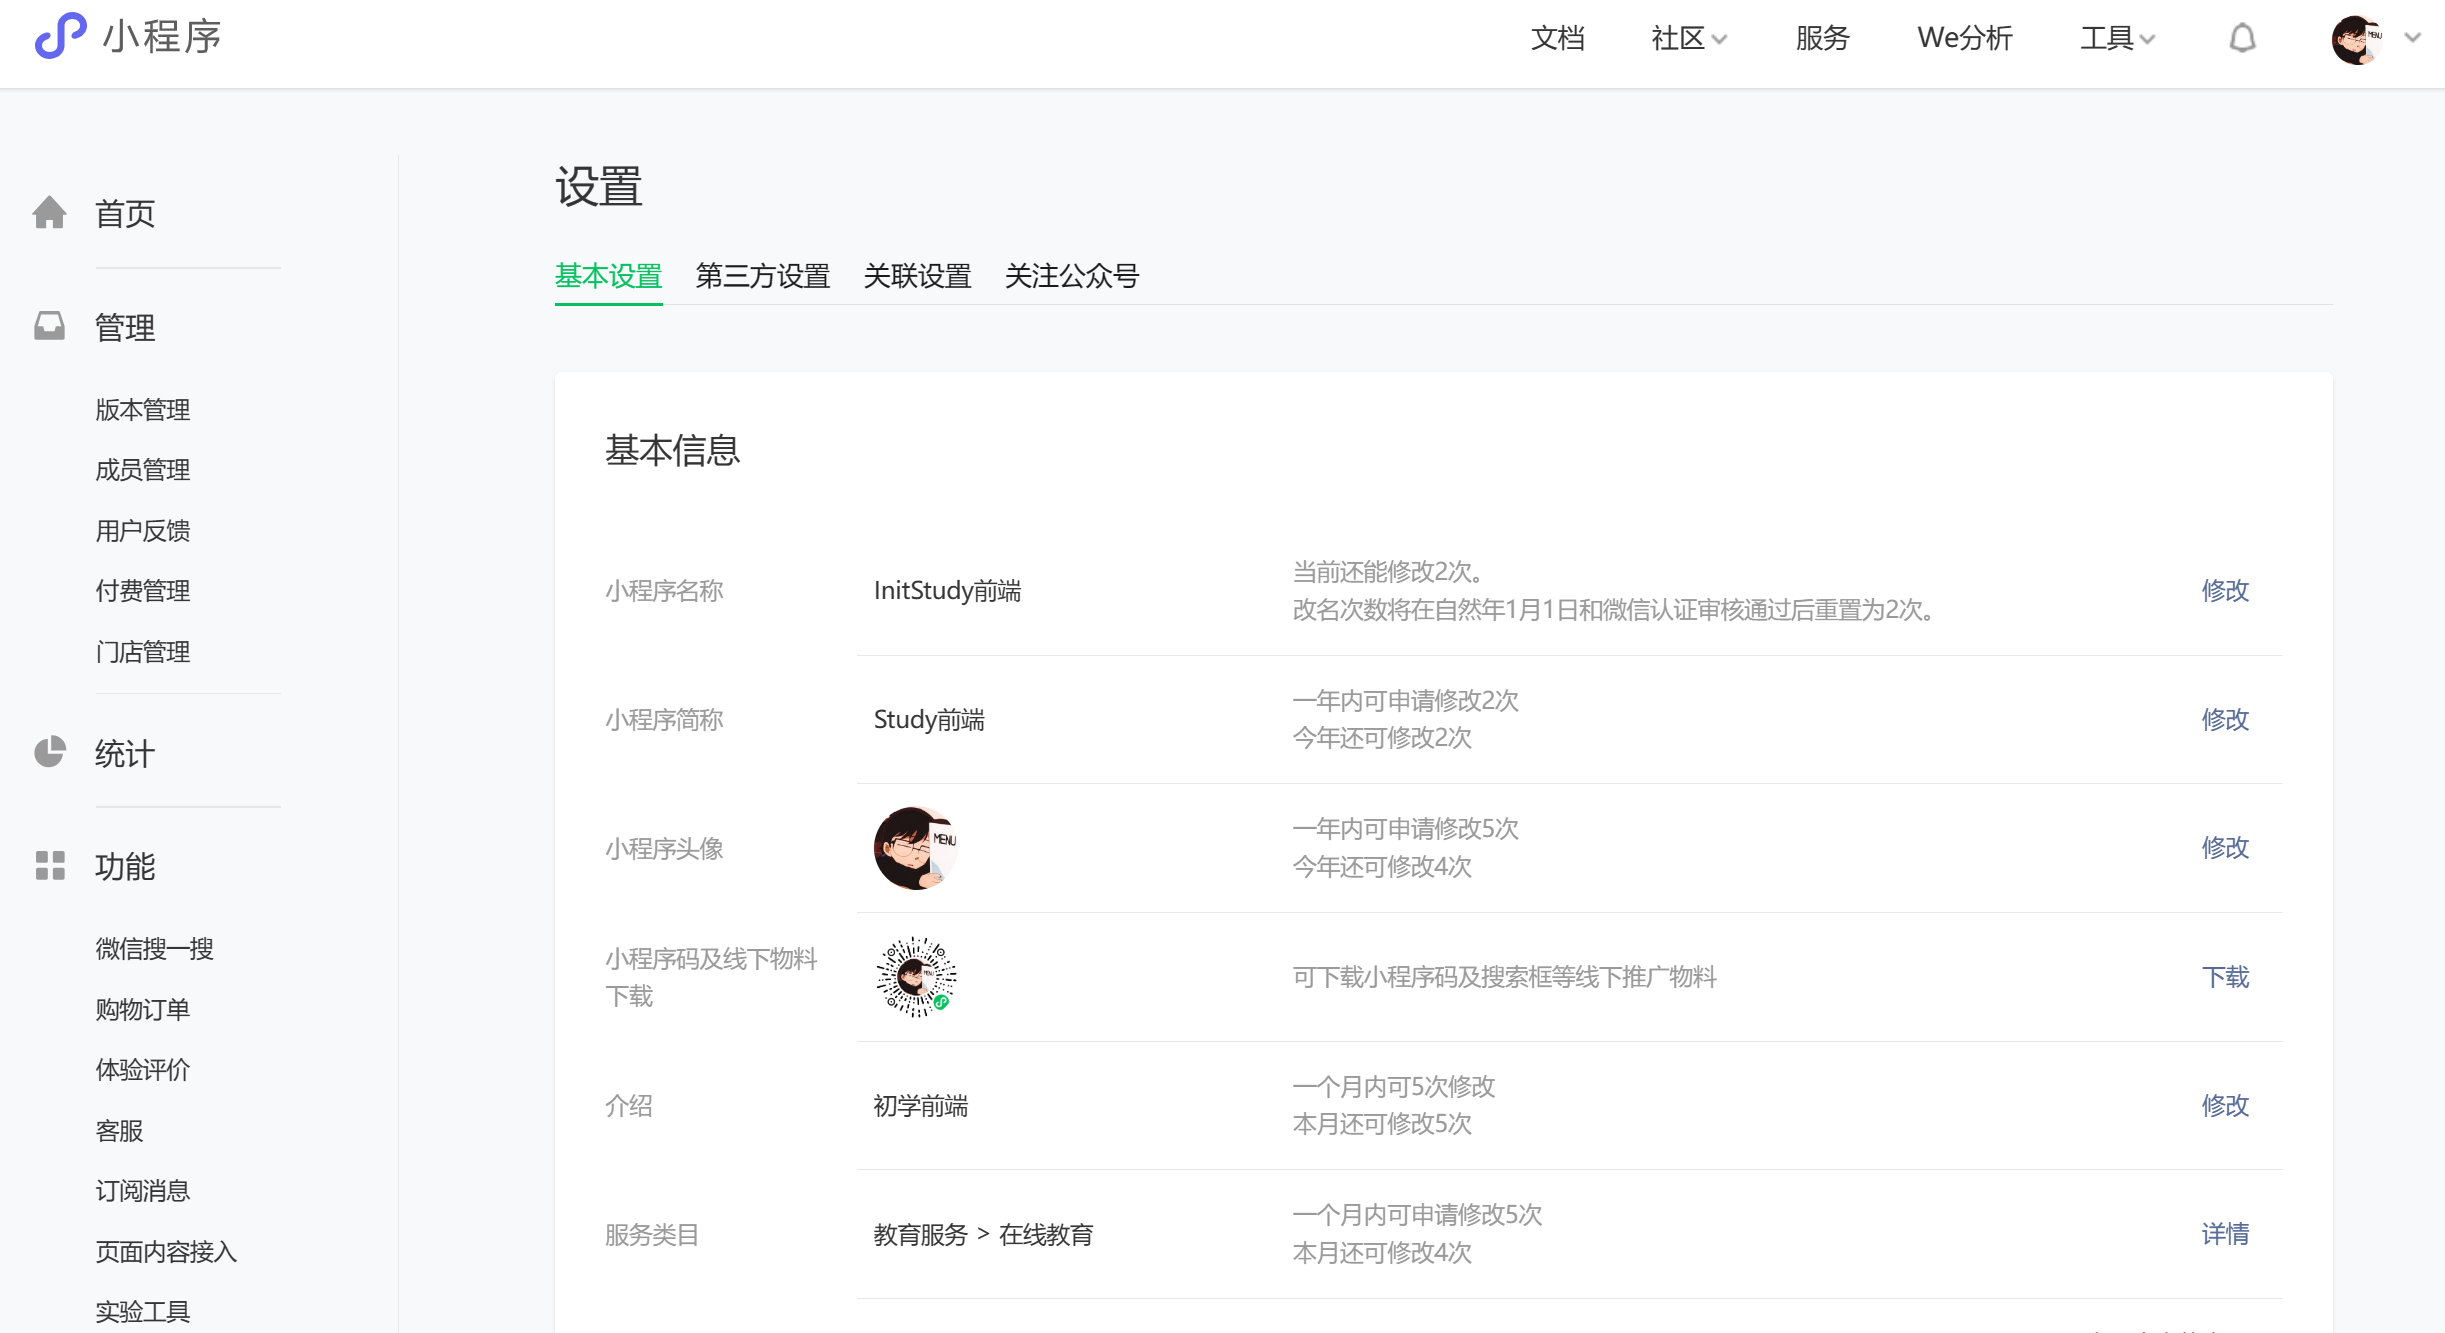 小程序
文档
社区
服务
We分析
工具
首页
管理
版本管理
成员管理
用户反馈
付费管理
门店管理
统计
功能
微信搜一搜
购物订单
体验评价
客服
订阅消息
页面内容接入
实验工具
设置
基本设置 第三方设置 关联设置 关注公众号
基本信息
小程序名称
InitStudy前端
当前还能修改2次。
改名次数将在自然年1月1日和微信认证审核通过后重置为2次。
修改
小程序简称
Study前端
一年内可申请修改2次
今年还可修改2次
修改
小程序头像
MENU
一年内可申请修改5次
今年还可修改4次
修改
小程序码及线下物料
下载
可下载小程序码及搜索框等线下推广物料
下载
介绍
初学前端
一个月内可5次修改
本月还可修改5次
修改
服务类目
教育服务 > 在线教育
一个月内可申请修改5次
本月还可修改4次
详情